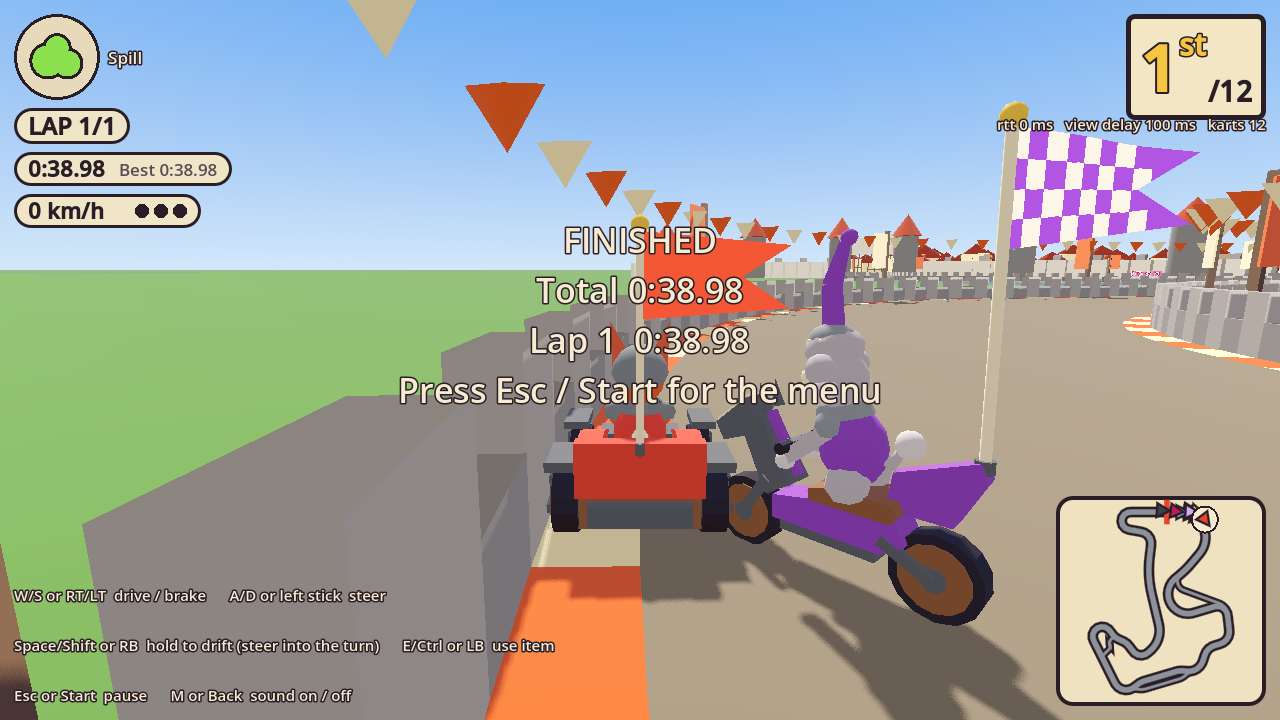 Spill
1st
/12
rtt 0 ms view delay 100 ms karts 12
LAP 1/1
0:38.98 Best 0:38.98
0 km/h
FINISHED
Total 0:38.98
Lap 1 0:38.98
Press Esc / Start for the menu
W/S or RT/LT drive / brake A/D or left stick steer
Space/Shift or RB hold to drift (steer into the turn) E/Ctrl or LB use item
Esc or Start pause M or Back sound on / off